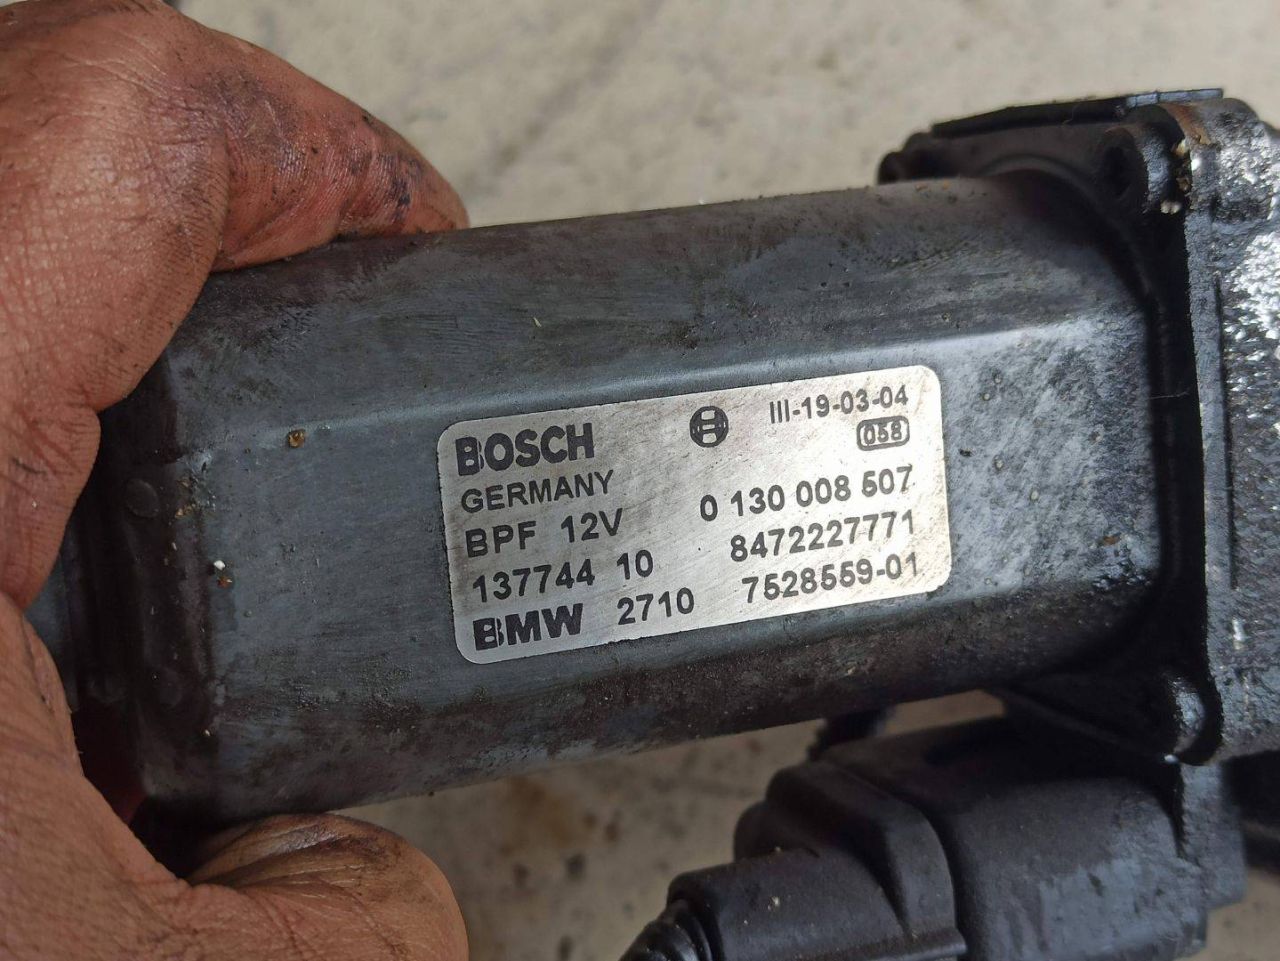 BOSCH III-19-03-04
058
GERMANY
BPF 12V 0 130 008 507
137744 10 8472227771
BMW 2710 7528559-01